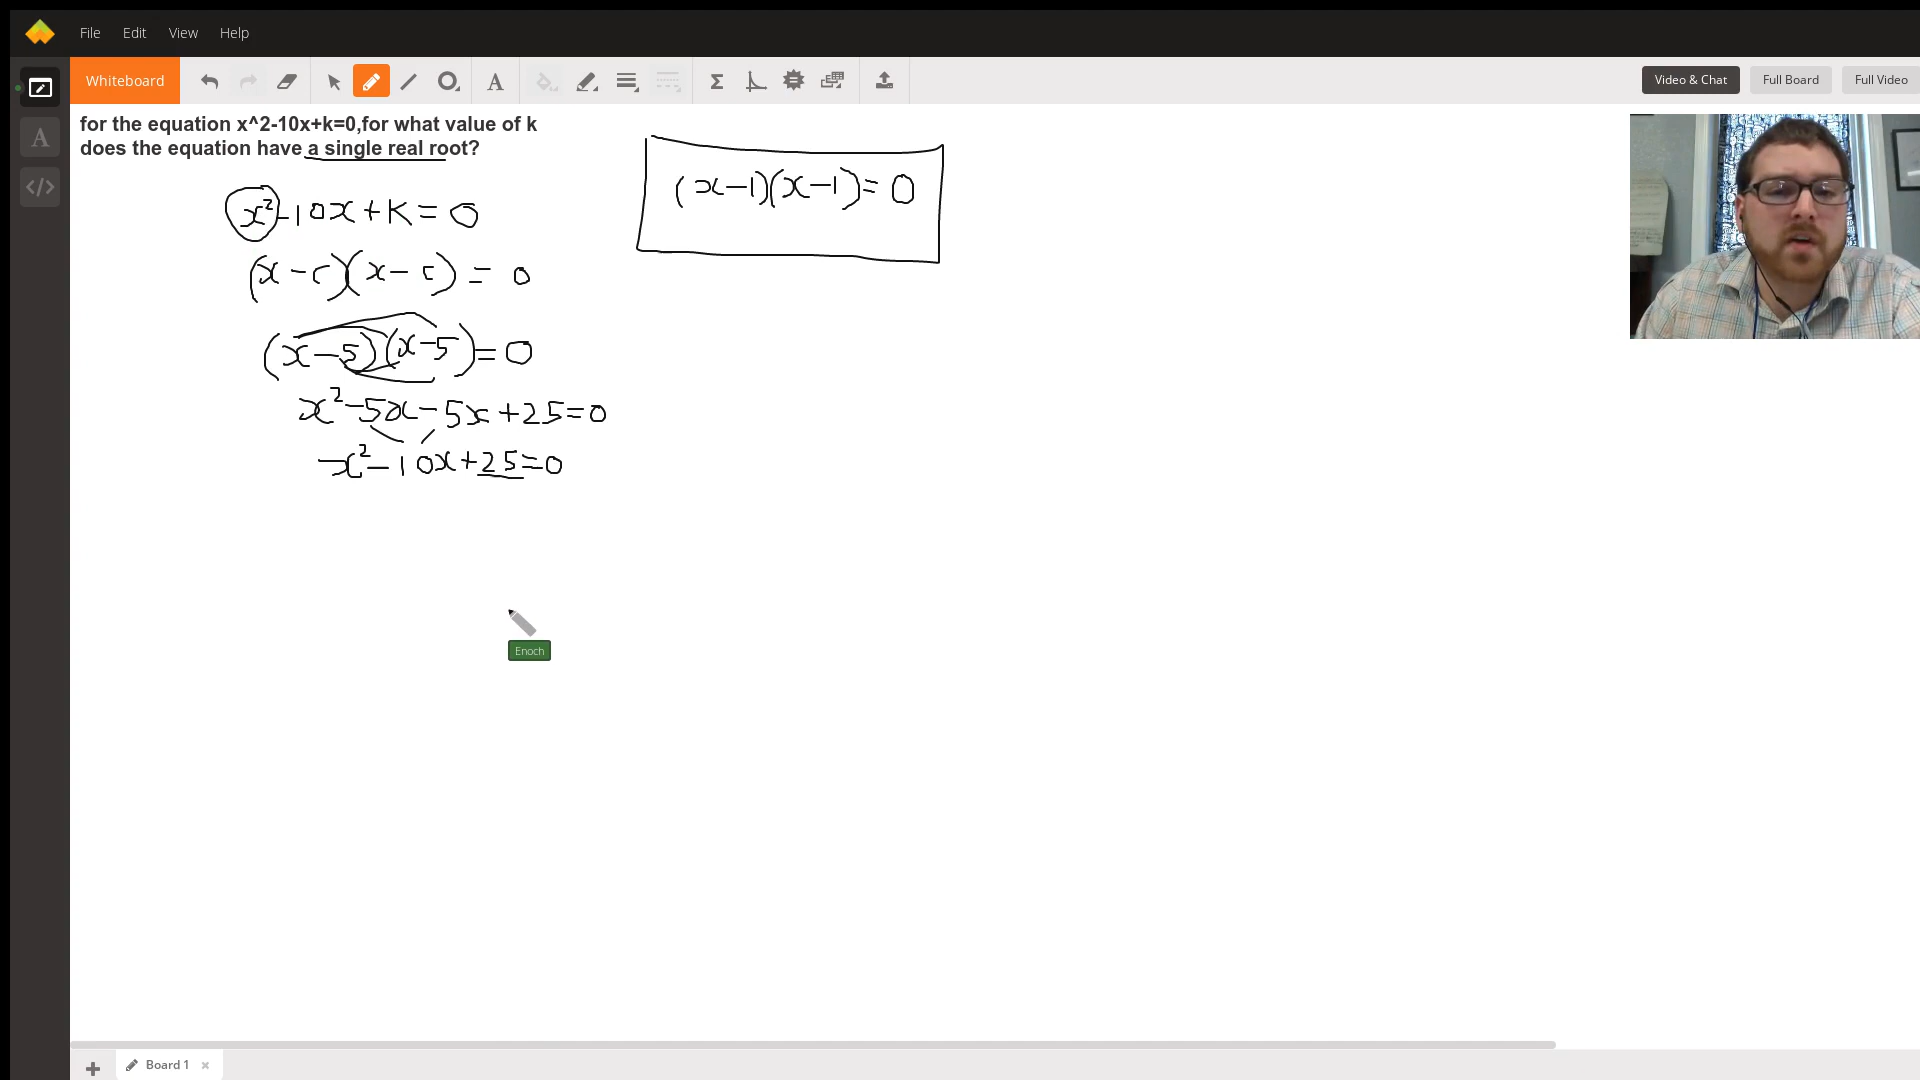 File Edit View Help
Whiteboard
A
Σ
Video & Chat
Full Board
Full Video
A
</>
for the equation x^2-10x+k=0,for what value of k
does the equation have a single real root?
x²-10x+K=0
(x-r)(x-r)=0
(x-5)(x-5)=0
x²-5x-5x+25=0
x²-10x+25=0
(x-1)(x-1)=0
Enoch
Board 1